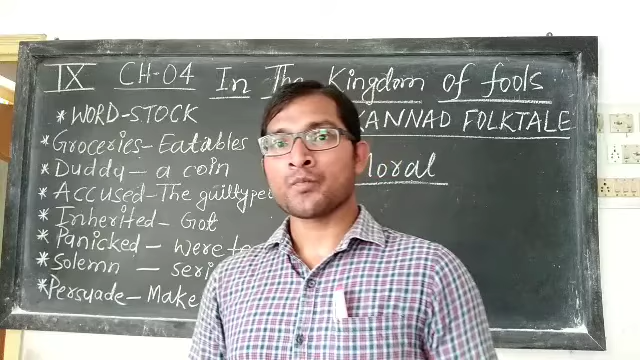 IX CH-04 In The Kingdom of fools
* WORD-STOCK
KANNAD FOLKTALE
* Groceries - Eatables
Moral
* Duddy - a coin
* Accused - The guilty
* Inherited - Got
* Panicked - were
* Solemn -
* Persuade - Make